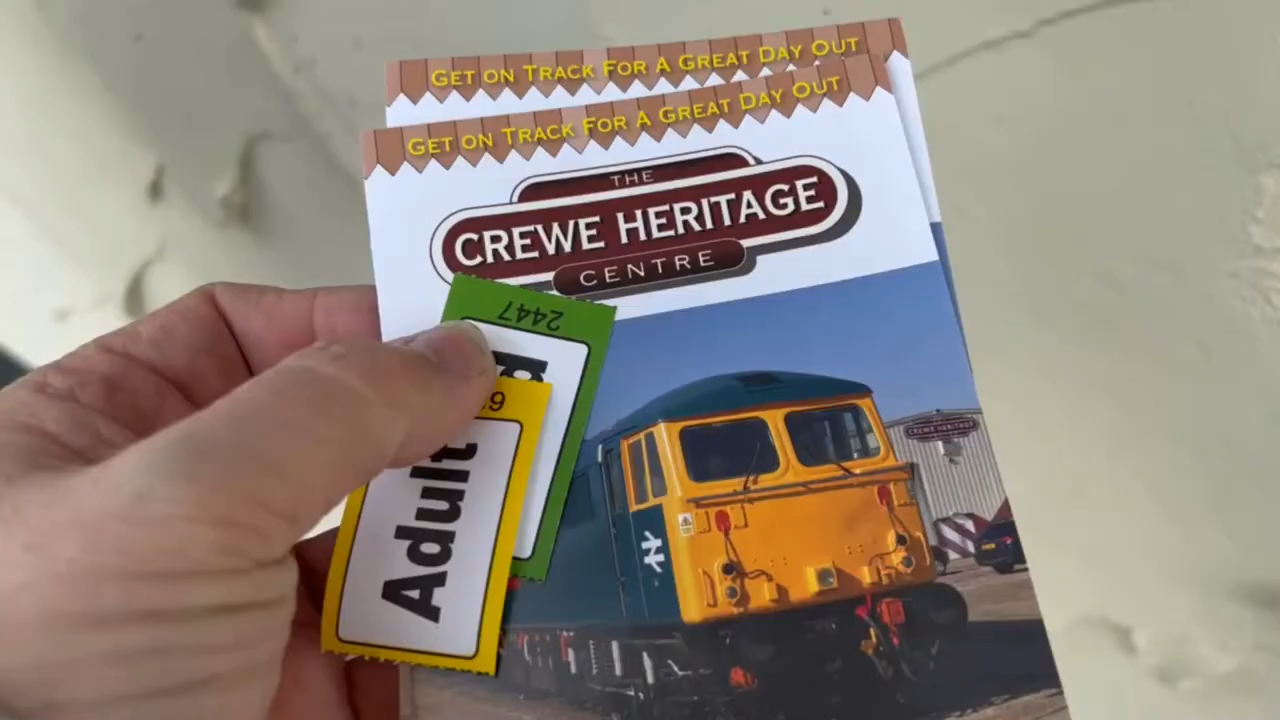 GET ON TRACK FOR A GREAT DAY OUT
GET ON TRACK FOR A GREAT DAY OUT
THE
CREWE HERITAGE
CENTRE
2447
9
Adult
CREWE HERITAGE